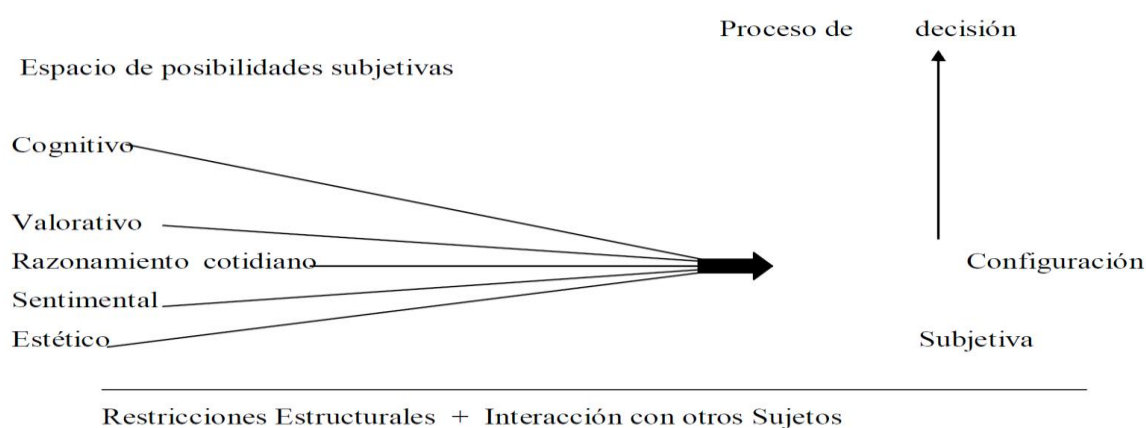 Proceso de decisión
Espacio de posibilidades subjetivas
Cognitivo
Valorativo
Razonamiento cotidiano
Configuración
Sentimental
Estético
Subjetiva
Restricciones Estructurales + Interacción con otros Sujetos